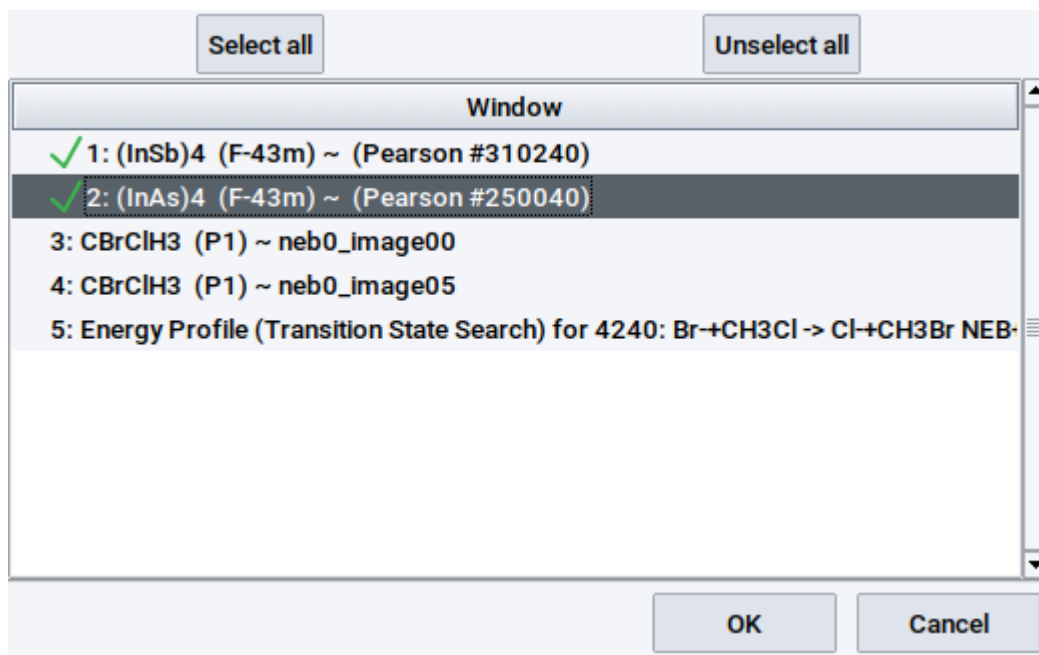 Select all Unselect all
Window
1: (InSb)4 (F-43m) ~ (Pearson #310240)
2: (InAs)4 (F-43m) ~ (Pearson #250040)
3: CBrClH3 (P1) ~ neb0_image00
4: CBrClH3 (P1) ~ neb0_image05
5: Energy Profile (Transition State Search) for 4240: Br-+CH3Cl -> Cl-+CH3Br NEB-
OK Cancel